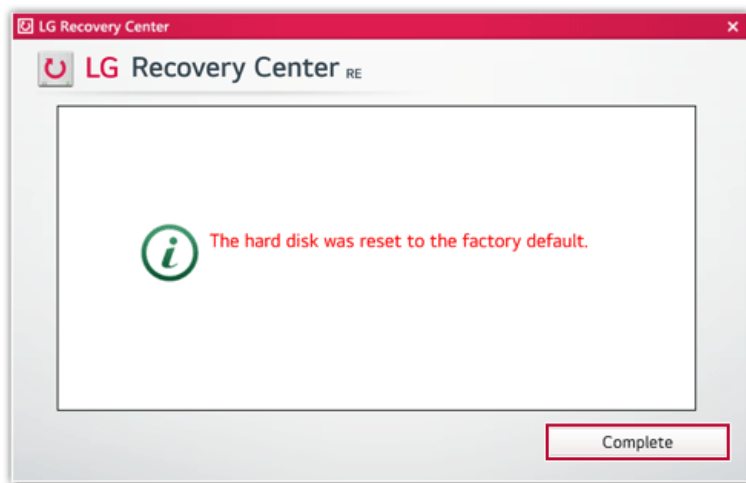 LG Recovery Center
LG Recovery Center RE
The hard disk was reset to the factory default.
Complete